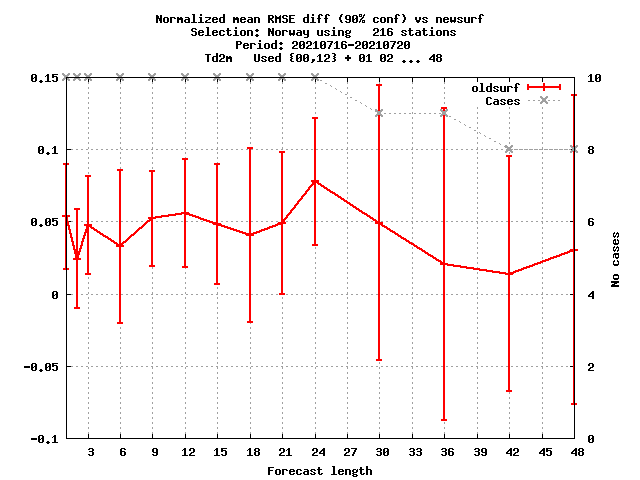 Normalized mean RMSE diff (90% conf) vs newsurf
Selection: Norway using   216 stations
Period: 20210716-20210720
Td2m   Used {00,12} + 01 02 ... 48
oldsurf
Cases
0.15
0.1
0.05
0
-0.05
-0.1
10
8
6
4
2
0
No cases
3 6 9 12 15 18 21 24 27 30 33 36 39 42 45 48
Forecast length